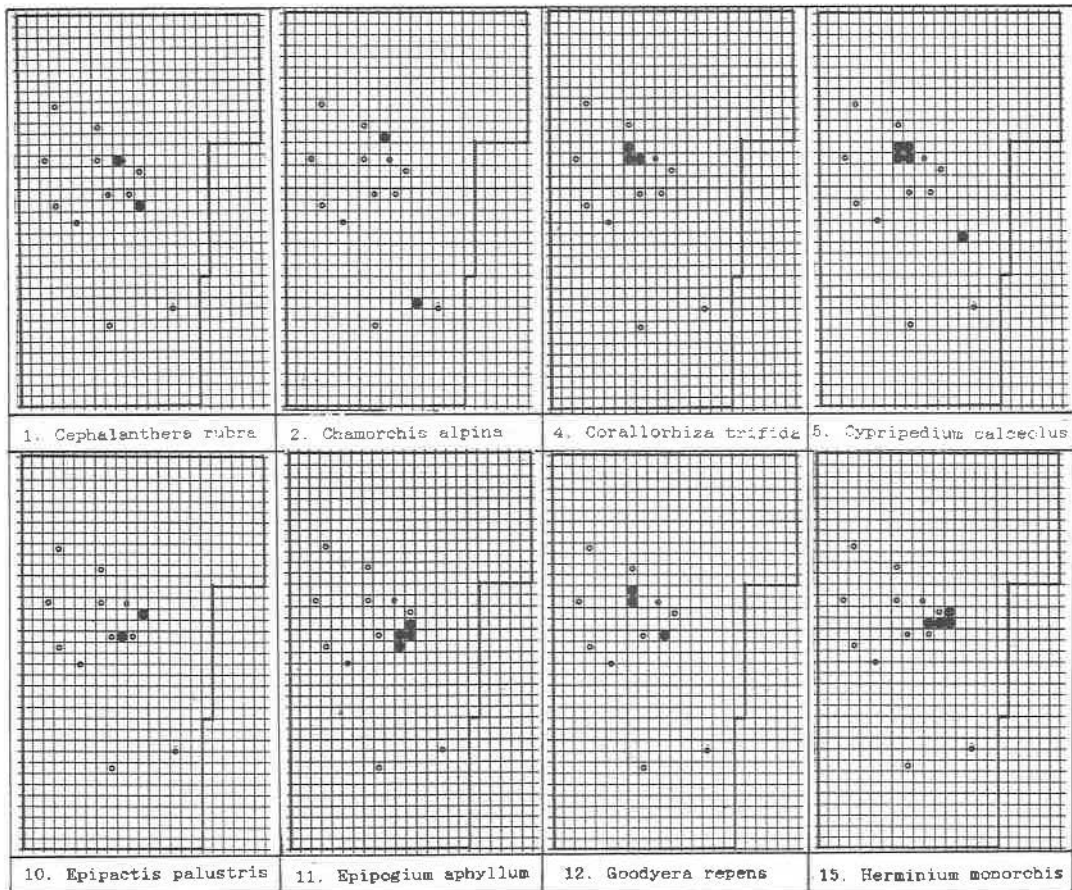 1. Cephalanthera rubra
2. Chamorchis alpina
4. Corallorhiza trifida
5. Cypripedium calceolus
10. Epipactis palustris
11. Epipogium aphyllum
12. Goodyera repens
15. Herminium monorchis